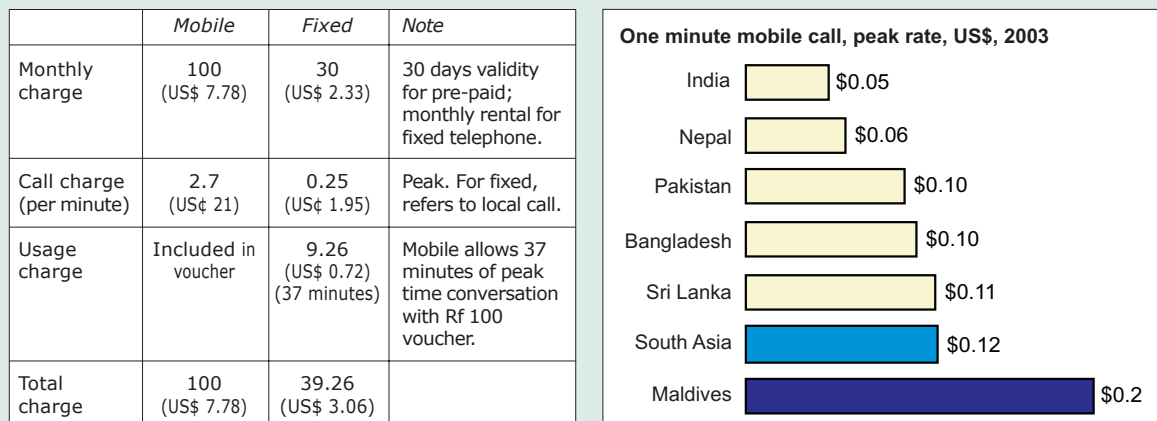 Mobile Fixed Note
Monthly charge
100
(US$ 7.78)
30
(US$ 2.33)
30 days validity
for pre-paid;
monthly rental for
fixed telephone.
Call charge
(per minute)
2.7
(US¢ 21)
0.25
(US¢ 1.95)
Peak. For fixed,
refers to local call.
Usage
charge
Included in
voucher
9.26
(US$ 0.72)
(37 minutes)
Mobile allows 37
minutes of peak
time conversation
with Rf 100
voucher.
Total
charge
100
(US$ 7.78)
39.26
(US$ 3.06)
One minute mobile call, peak rate, US$, 2003
India $0.05
Nepal $0.06
Pakistan $0.10
Bangladesh $0.10
Sri Lanka $0.11
South Asia $0.12
Maldives $0.2